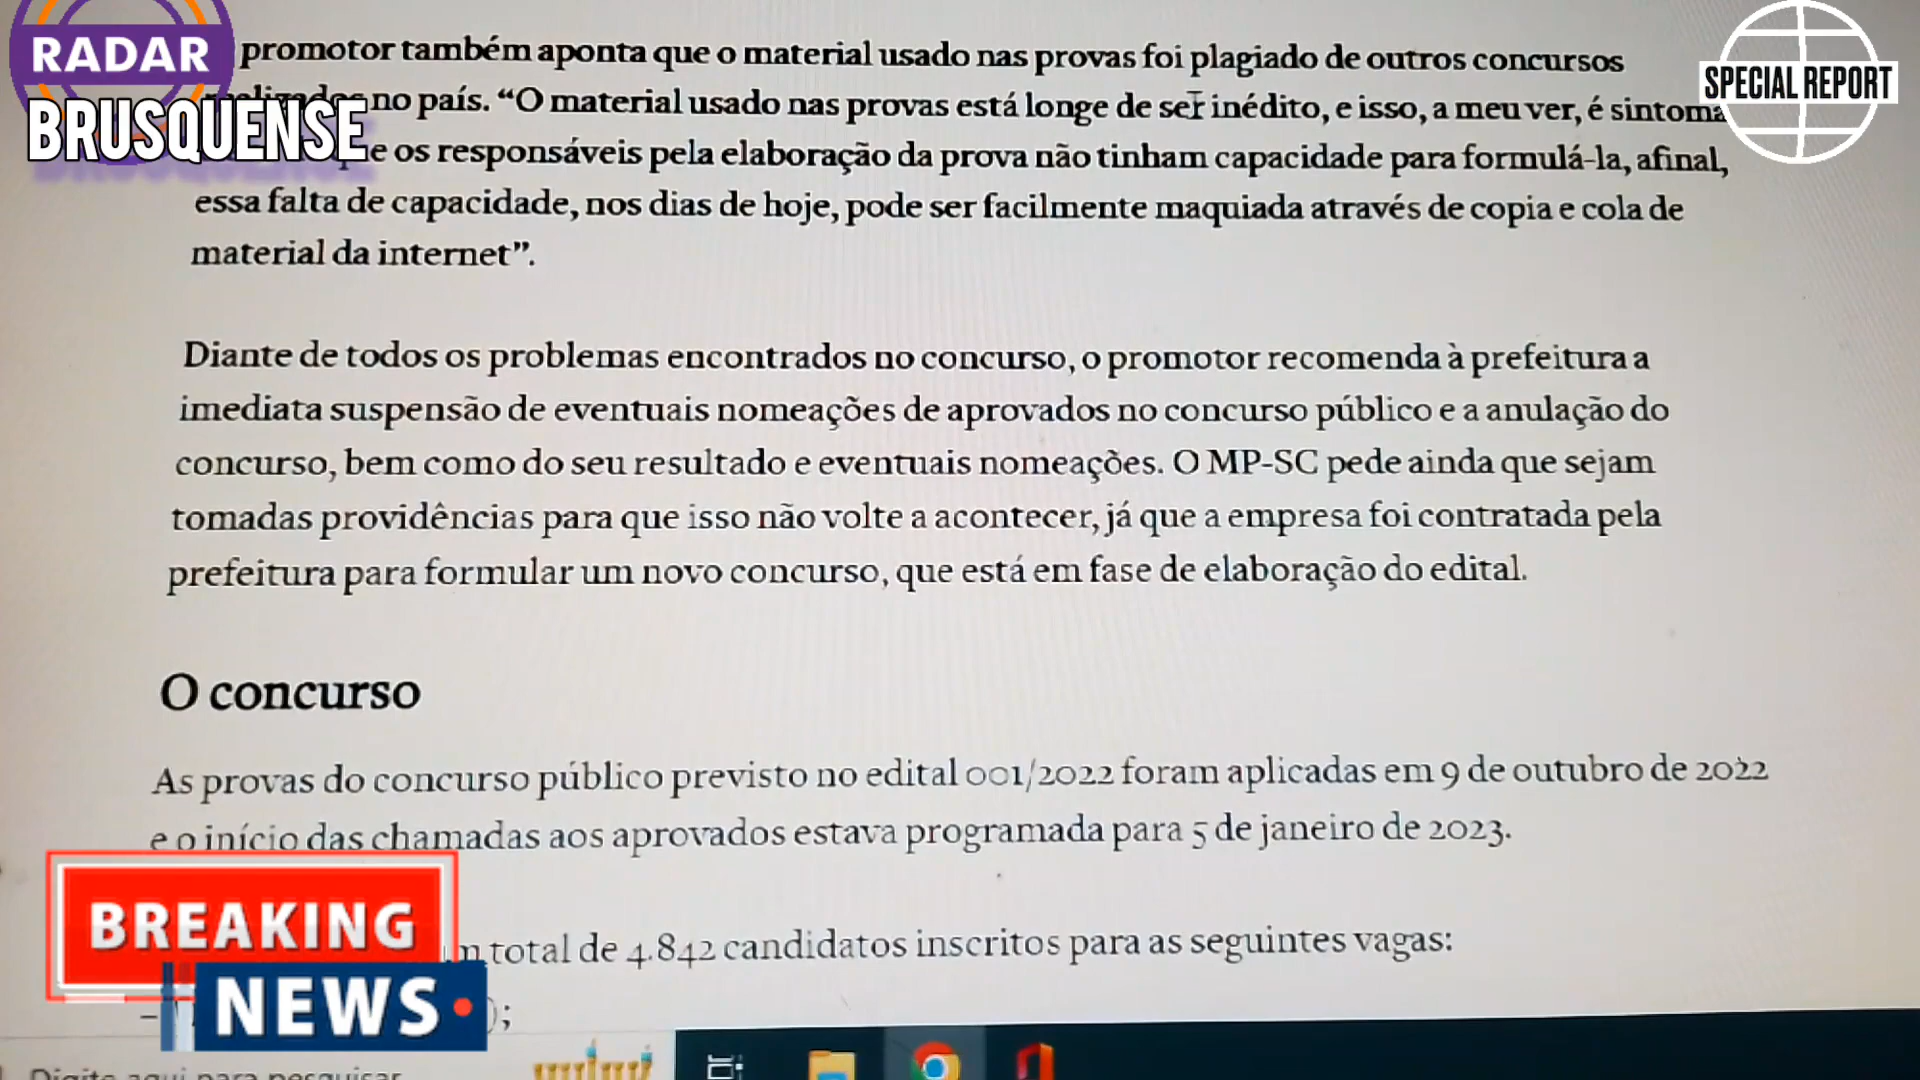 RADAR
BRUSQUENSE
SPECIAL REPORT
promotor também aponta que o material usado nas provas foi plagiado de outros concursos
no país. “O material usado nas provas está longe de ser inédito, e isso, a meu ver, é sintoma
os responsáveis pela elaboração da prova não tinham capacidade para formulá-la, afinal,
essa falta de capacidade, nos dias de hoje, pode ser facilmente maquiada através de copia e cola de
material da internet”.
Diante de todos os problemas encontrados no concurso, o promotor recomenda à prefeitura a
imediata suspensão de eventuais nomeações de aprovados no concurso público e a anulação do
concurso, bem como do seu resultado e eventuais nomeações. O MP-SC pede ainda que sejam
tomadas providências para que isso não volte a acontecer, já que a empresa foi contratada pela
prefeitura para formular um novo concurso, que está em fase de elaboração do edital.
O concurso
As provas do concurso público previsto no edital 001/2022 foram aplicadas em 9 de outubro de 2022
e o início das chamadas aos aprovados estava programada para 5 de janeiro de 2023.
total de 4.842 candidatos inscritos para as seguintes vagas:
BREAKING
NEWS
Digite aqui para pesquisar